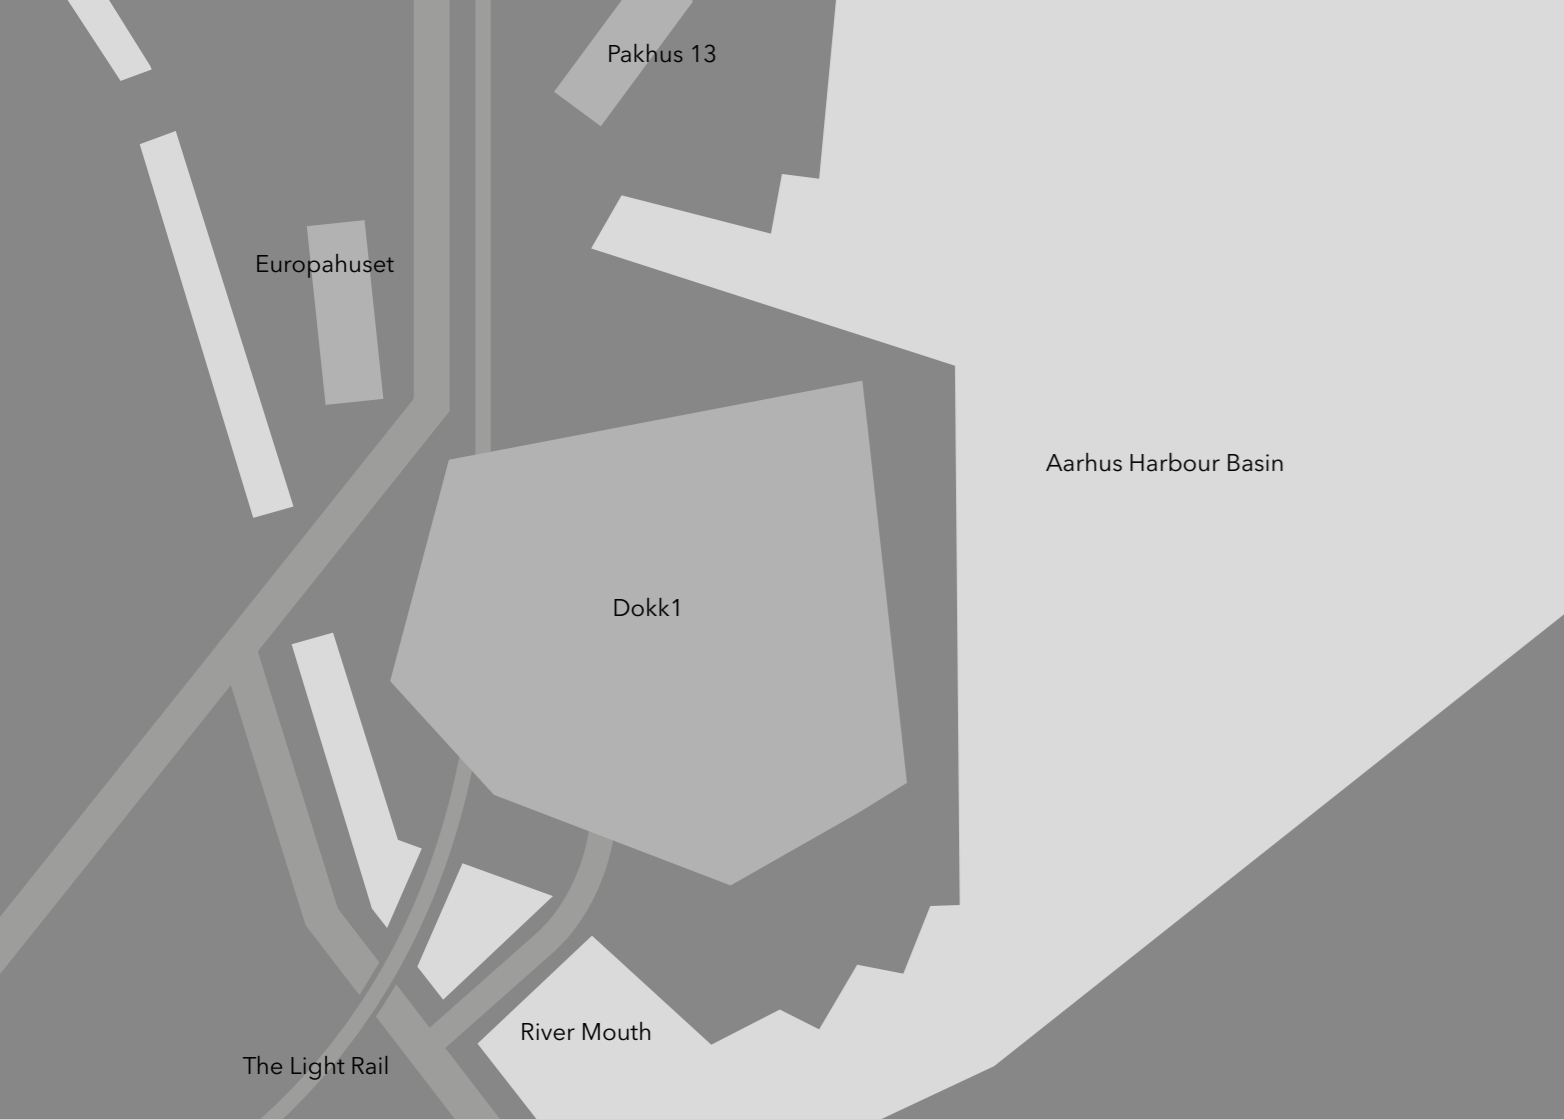 Pakhus 13
Europahuset
Aarhus Harbour Basin
Dokk1
River Mouth
The Light Rail